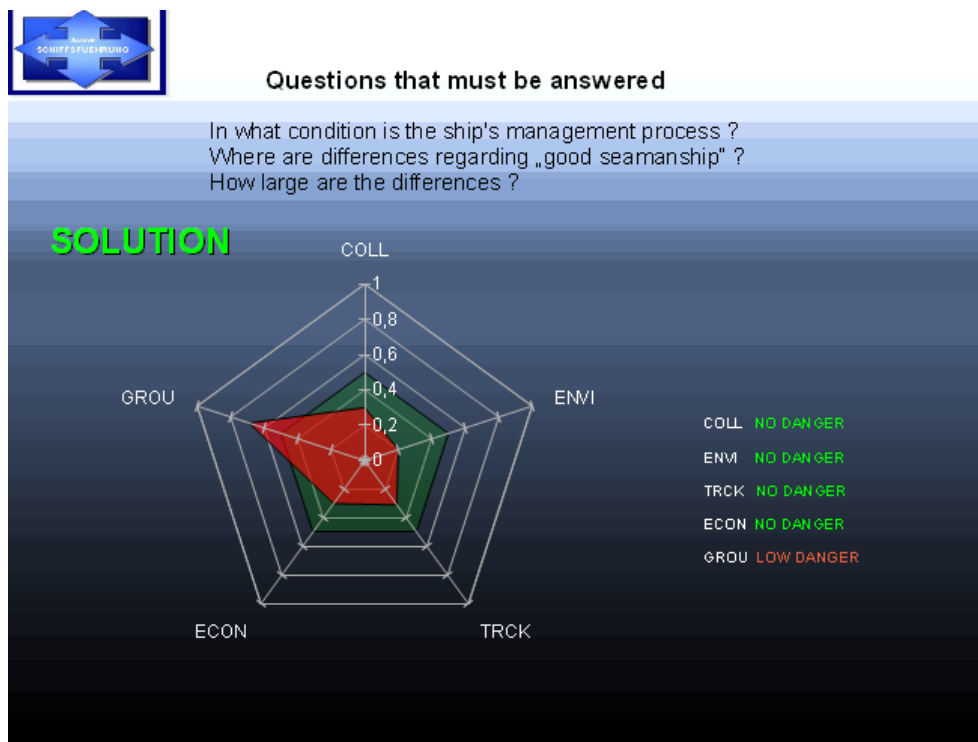 SCHIFFSFUEHRUNG
Questions that must be answered
In what condition is the ship's management process ?
Where are differences regarding „good seamanship" ?
How large are the differences ?
SOLUTION
COLL
1
0,8
0,6
0,4
0,2
0
GROU
ENVI
ECON
TRCK
COLL NO DANGER
ENVI NO DANGER
TRCK NO DANGER
ECON NO DANGER
GROU LOW DANGER